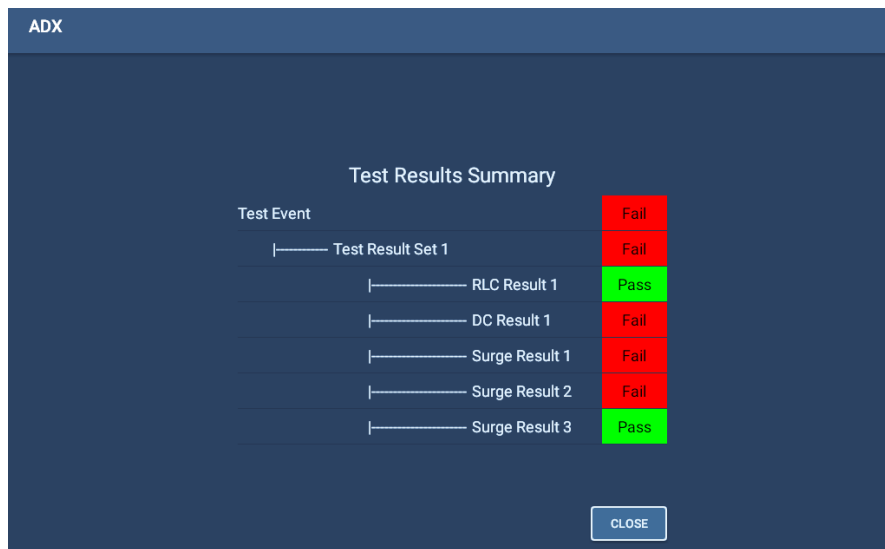 ADX
Test Results Summary
Test Event Fail
|------------ Test Result Set 1 Fail
|---------------------- RLC Result 1 Pass
|---------------------- DC Result 1 Fail
|---------------------- Surge Result 1 Fail
|---------------------- Surge Result 2 Fail
|---------------------- Surge Result 3 Pass
CLOSE